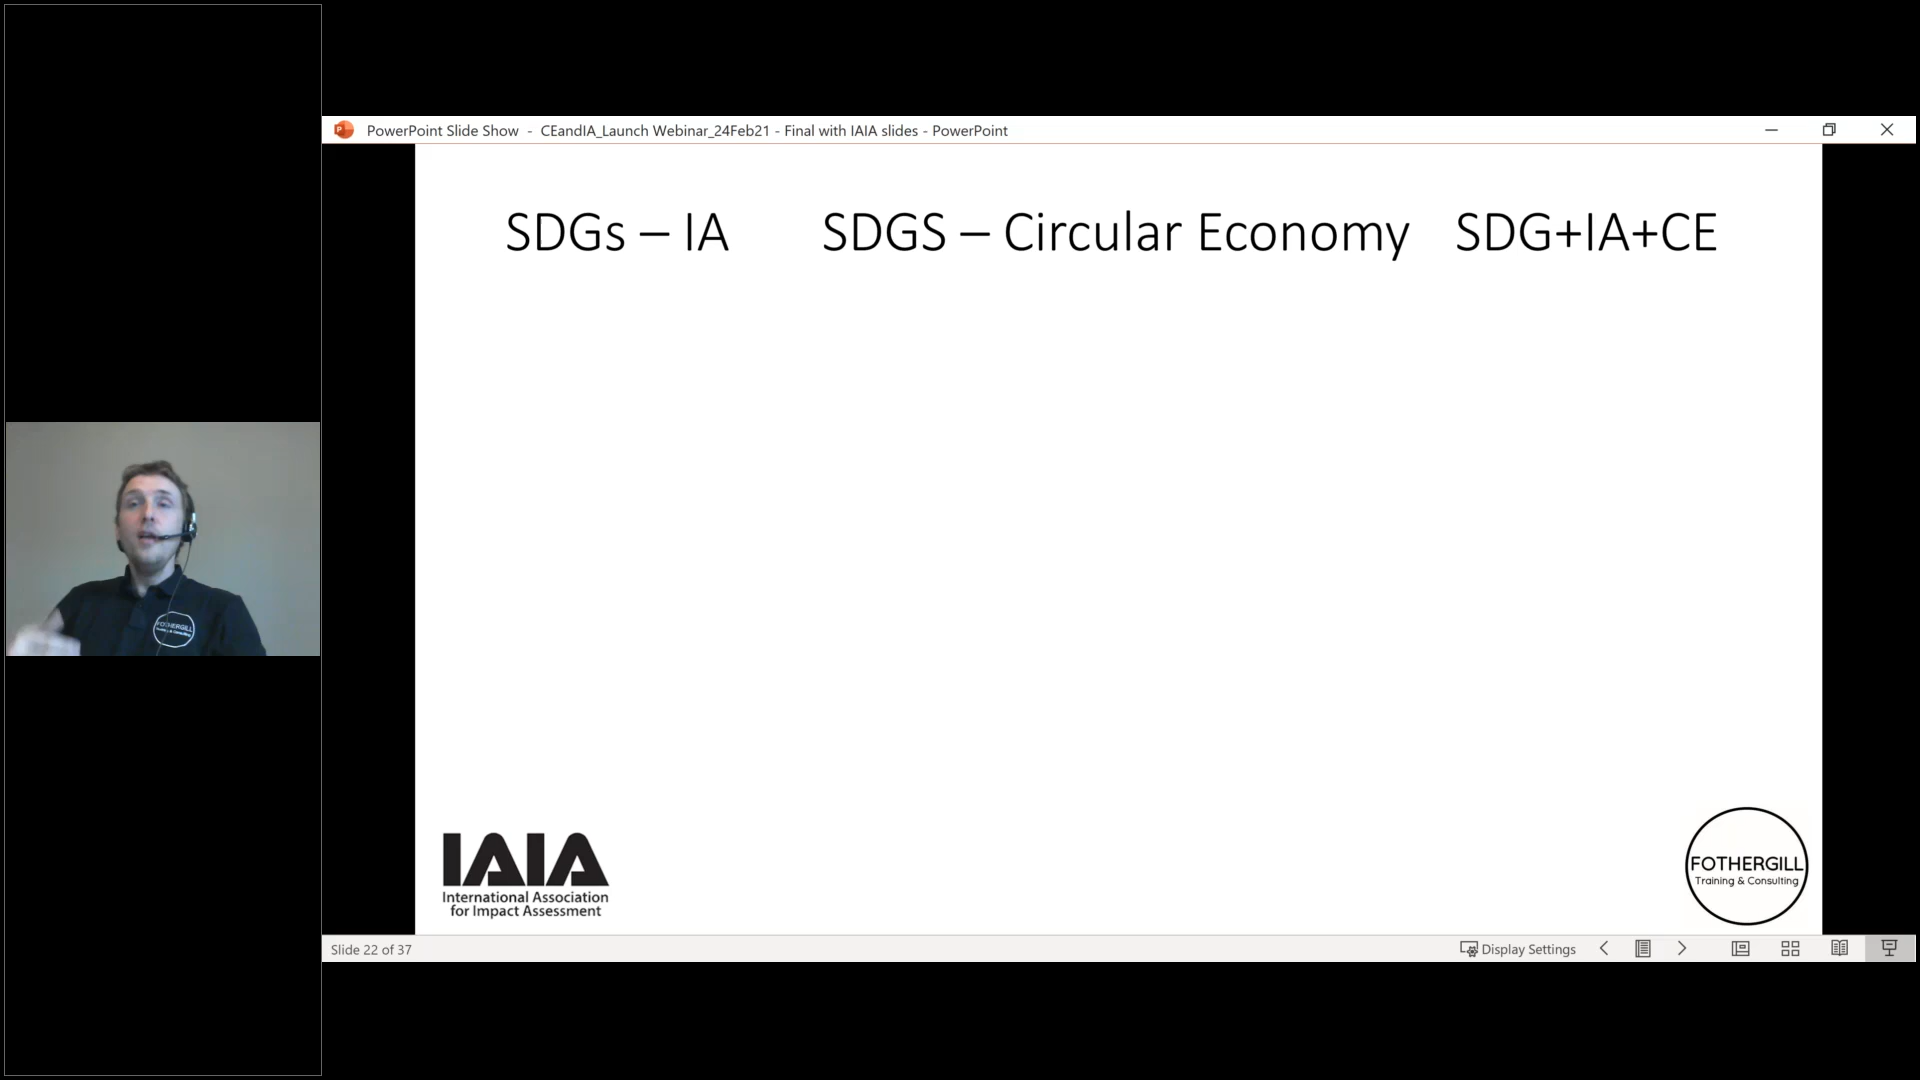 PowerPoint Slide Show - CEandIA_Launch Webinar_24Feb21 - Final with IAIA slides - PowerPoint
SDGs – IA SDGS – Circular Economy SDG+IA+CE
FOTHERGILL
IAIA
International Association
for Impact Assessment
FOTHERGILL
Training & Consulting
Slide 22 of 37
Display Settings